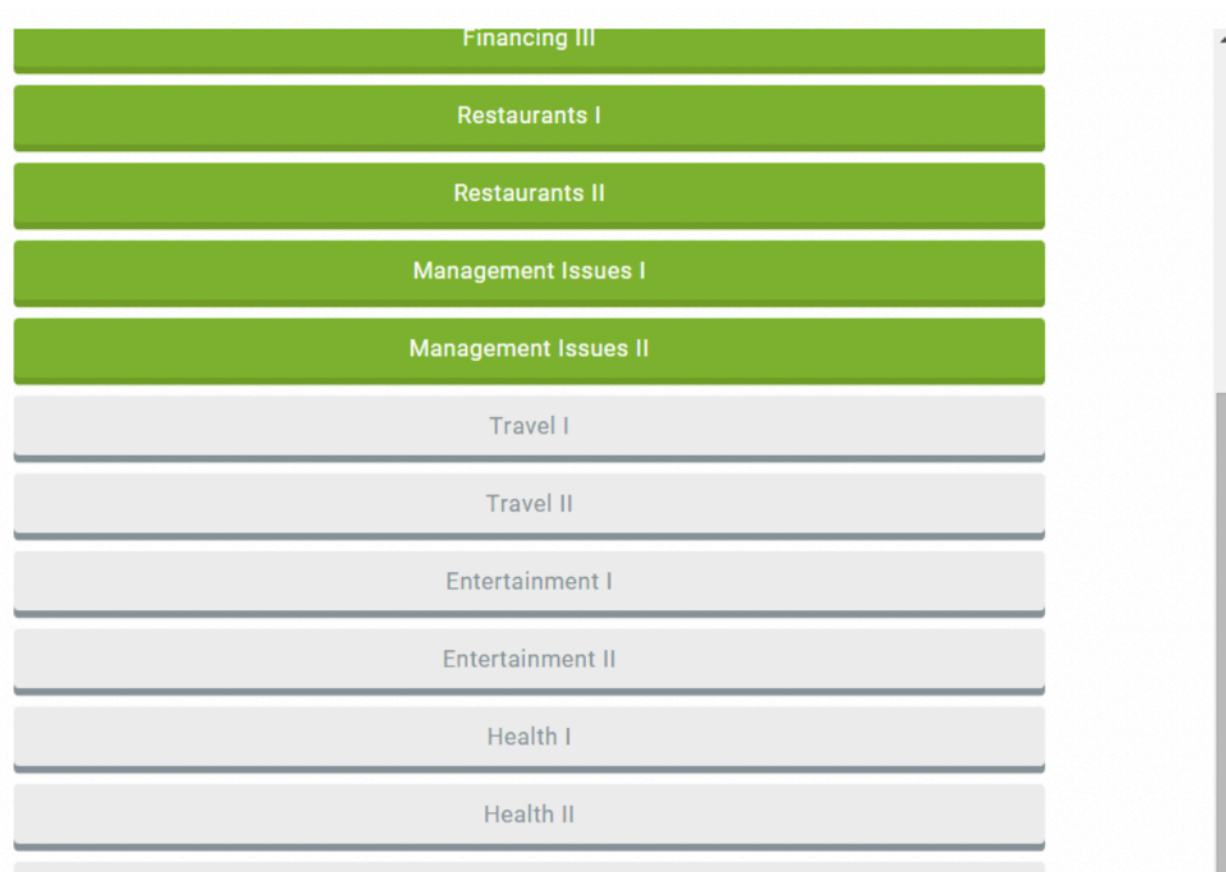 Financing III
Restaurants I
Restaurants II
Management Issues I
Management Issues II
Travel I
Travel II
Entertainment I
Entertainment II
Health I
Health II